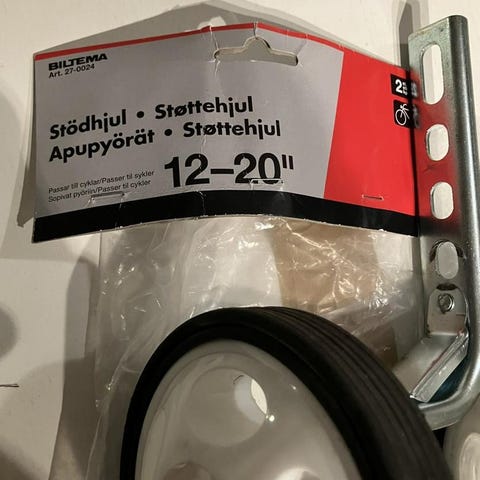 BILTEMA
Art. 27-0024
Stödhjul • Støttehjul
Apupyörät • Støttehjul
Passar till cyklar/Passer til sykler
Sopivat pyöriin/Passer til cykler
12–20"